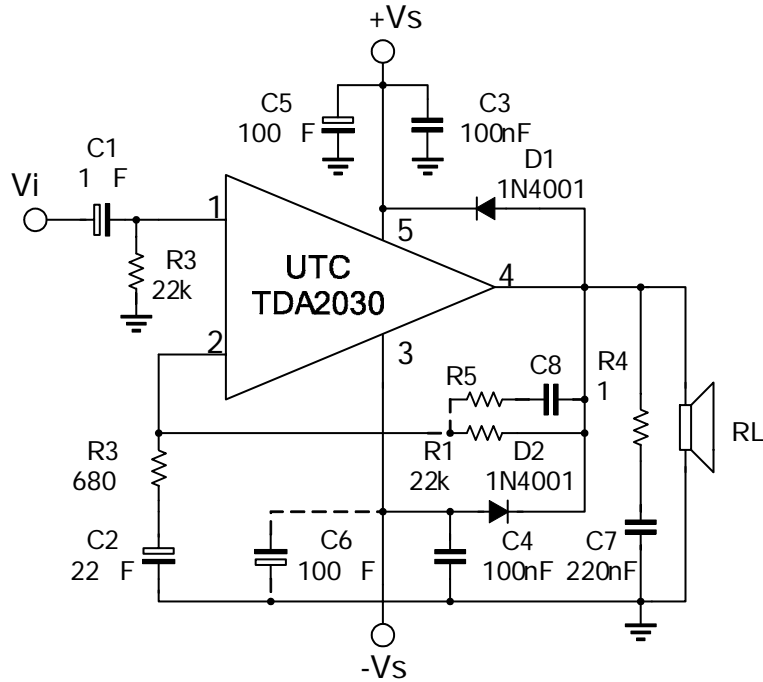 +Vs
C5
100 F
C3
100nF
C1
1 F
D1
1N4001
Vi
1
5
R3
22k
UTC
TDA2030
4
2
3
R5
C8
R4
1
R3
680
R1
22k
D2
1N4001
RL
C2
22 F
C6
100 F
C4
100nF
C7
220nF
-Vs